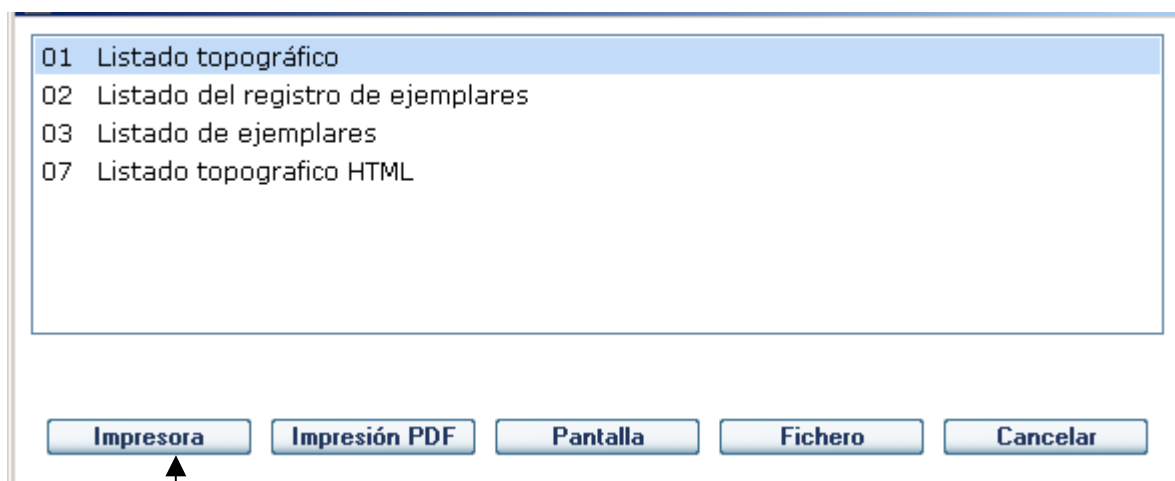 01 Listado topográfico
02 Listado del registro de ejemplares
03 Listado de ejemplares
07 Listado topografico HTML
Impresora Impresión PDF Pantalla Fichero Cancelar